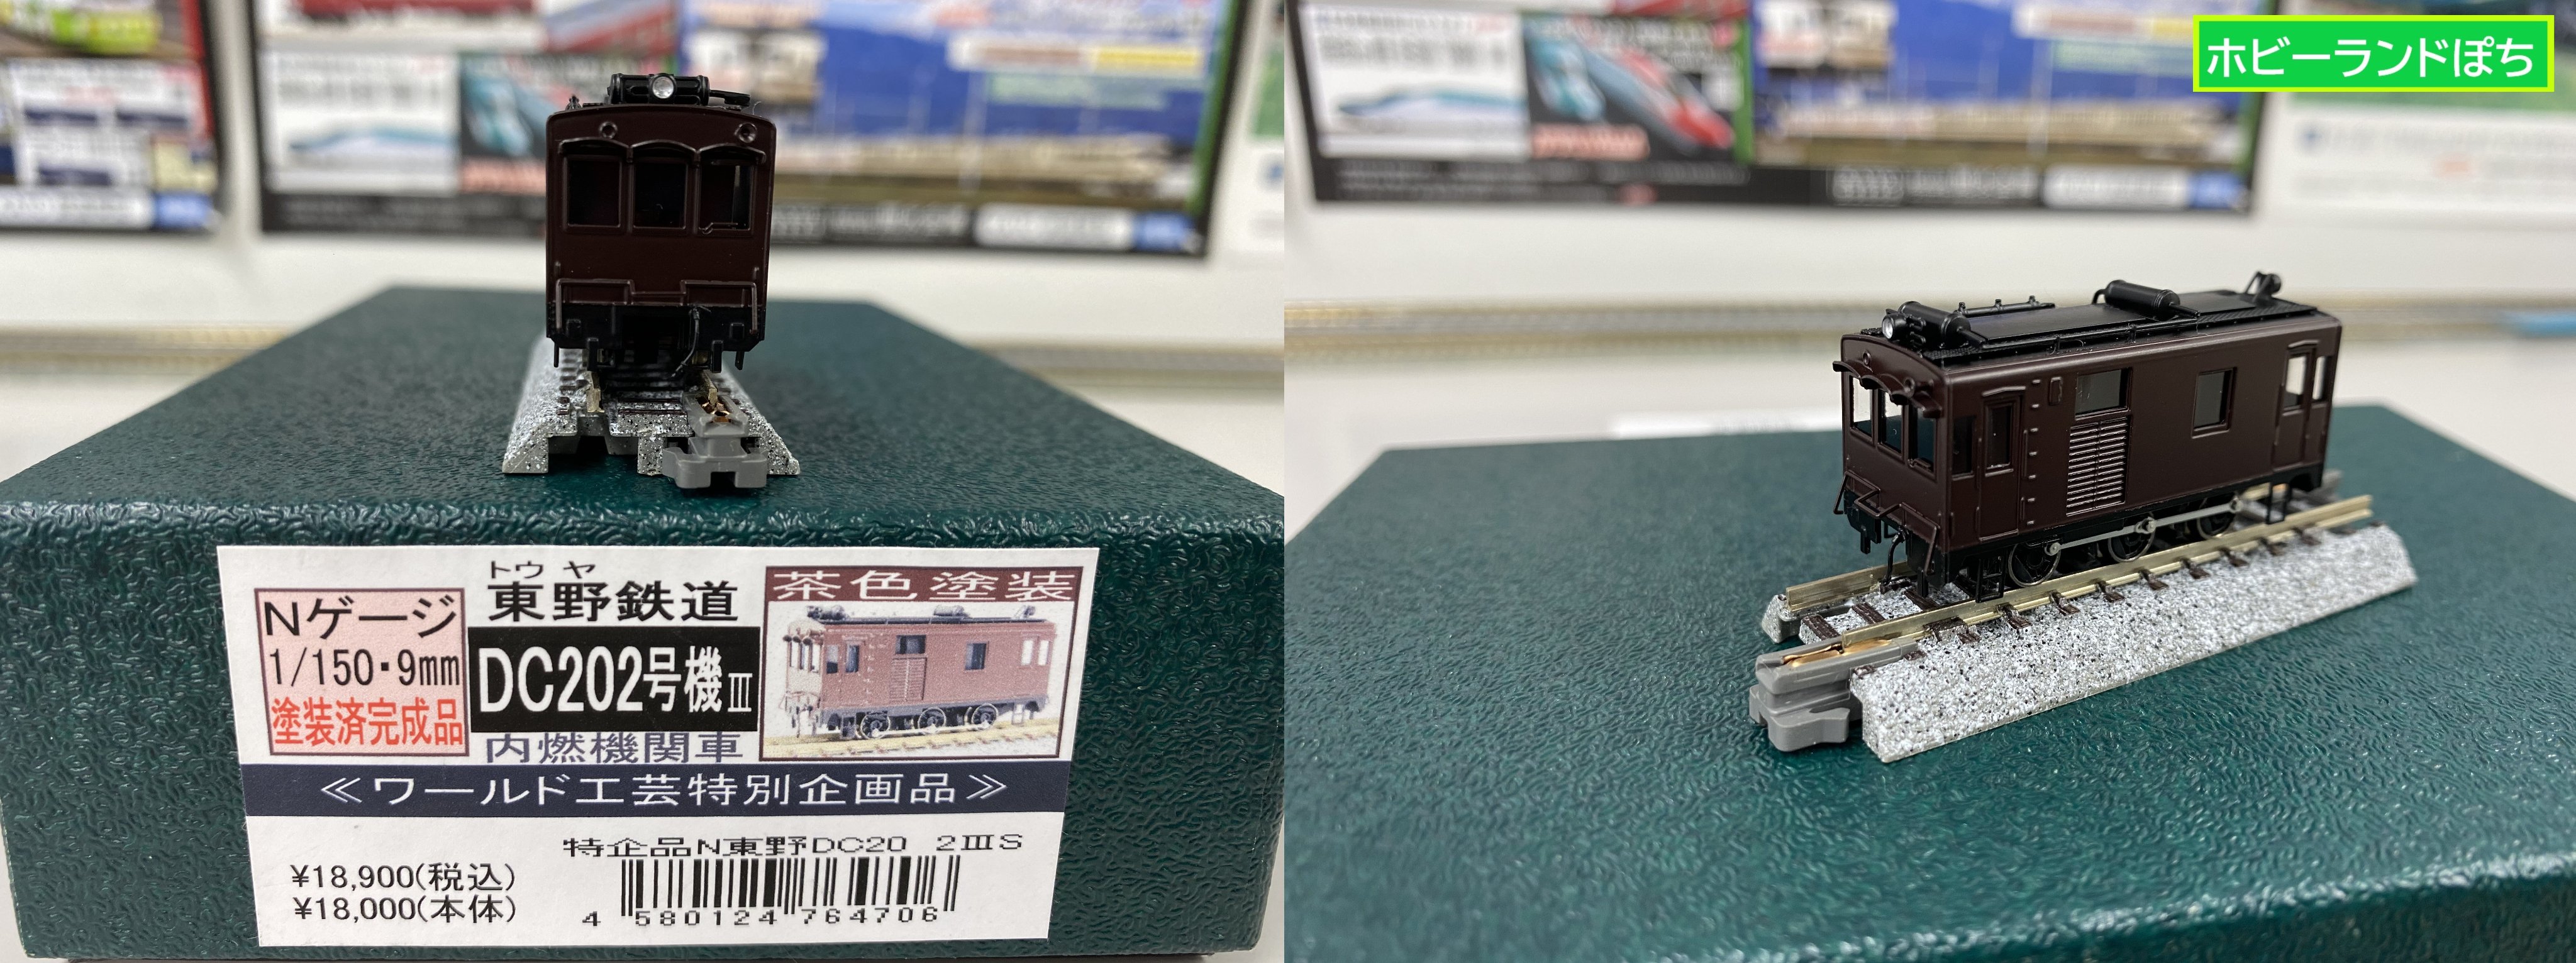 ホビーランドぽち
Nゲージ
1/150・9mm
塗装済完成品
トウヤ
東野鉄道
DC202号機Ⅲ
内燃機関車
茶色塗装
≪ワールド工芸特別企画品≫
¥18,900(税込)
¥18,000(本体)
特企品N東野DC20 2ⅢS
4 580124 764706